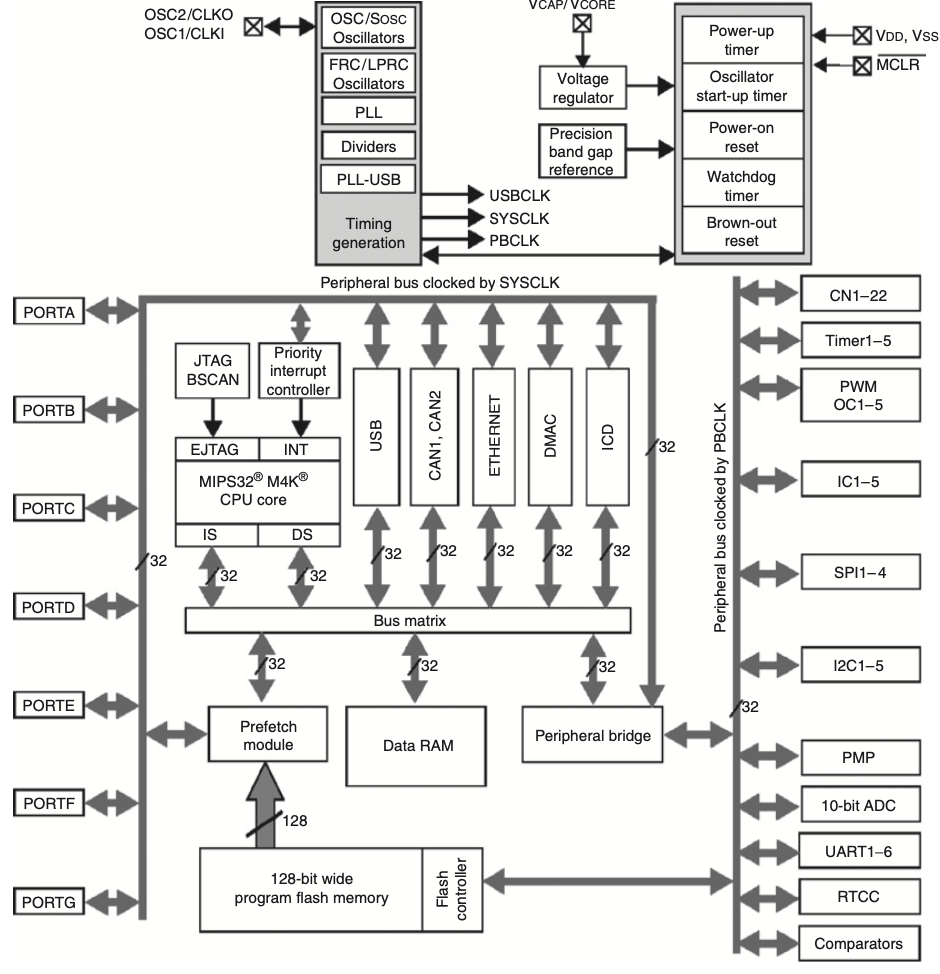 OSC2/CLKO
OSC1/CLKI
OSC/SOSC
Oscillators
FRC/LPRC
Oscillators
PLL
Dividers
PLL-USB
Timing
generation
USBCLK
SYSCLK
PBCLK
VCAP/VCORE
Voltage
regulator
Precision
band gap
reference
Power-up
timer
Oscillator
start-up timer
Power-on
reset
Watchdog
timer
Brown-out
reset
VDD, VSS
MCLR
Peripheral bus clocked by SYSCLK
PORTA
PORTB
PORTC
PORTD
PORTE
PORTF
PORTG
32
JTAG
BSCAN
Priority
interrupt
controller
EJTAG
INT
MIPS32® M4K®
CPU core
IS
DS
USB
CAN1, CAN2
ETHERNET
DMAC
ICD
32
32
32
32
32
32
32
32
Bus matrix
32
32
32
Prefetch
module
Data RAM
Peripheral bridge
128
128-bit wide
program flash memory
Flash
controller
Peripheral bus clocked by PBCLK
32
CN1–22
Timer1–5
PWM
OC1–5
IC1–5
SPI1–4
I2C1–5
PMP
10-bit ADC
UART1–6
RTCC
Comparators